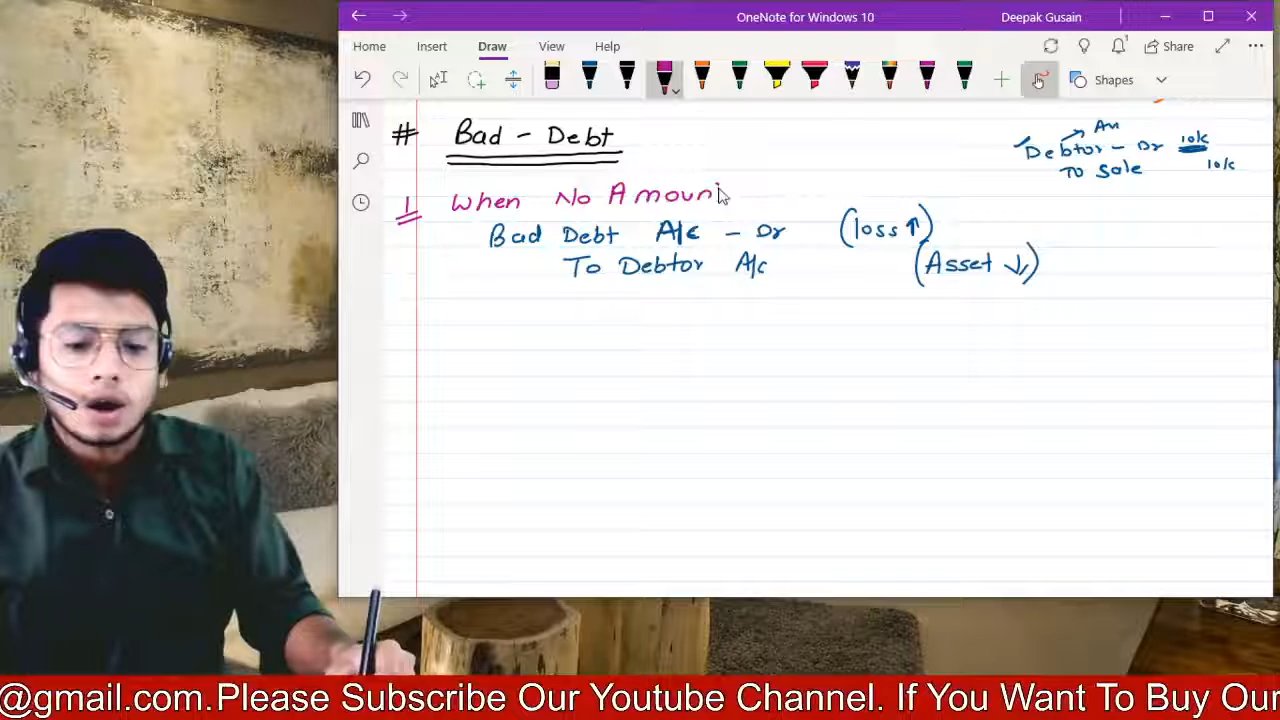 OneNote for Windows 10
Deepak Gusain
Home Insert Draw View Help
Share
Shapes
# Bad - Debt
An
Debtor - Dr 10k
To Sale 10k
1 When No Amoun
Bad Debt A/c - Dr (loss ↑)
To Debtor A/c (Asset ↓)
@gmail.com.Please Subscribe Our Youtube Channel. If You Want To Buy Our